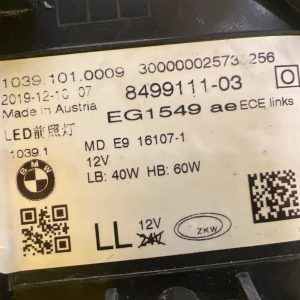 1039.101.0009 30000002573 256
2019-12-10 07
Made in Austria
8499111-03
EG1549 ae ECE links
LED前照灯
1039.1
MD E9 16107-1
12V
LB: 40W HB: 60W
BMW
LL 12V
24V
ZKW
1